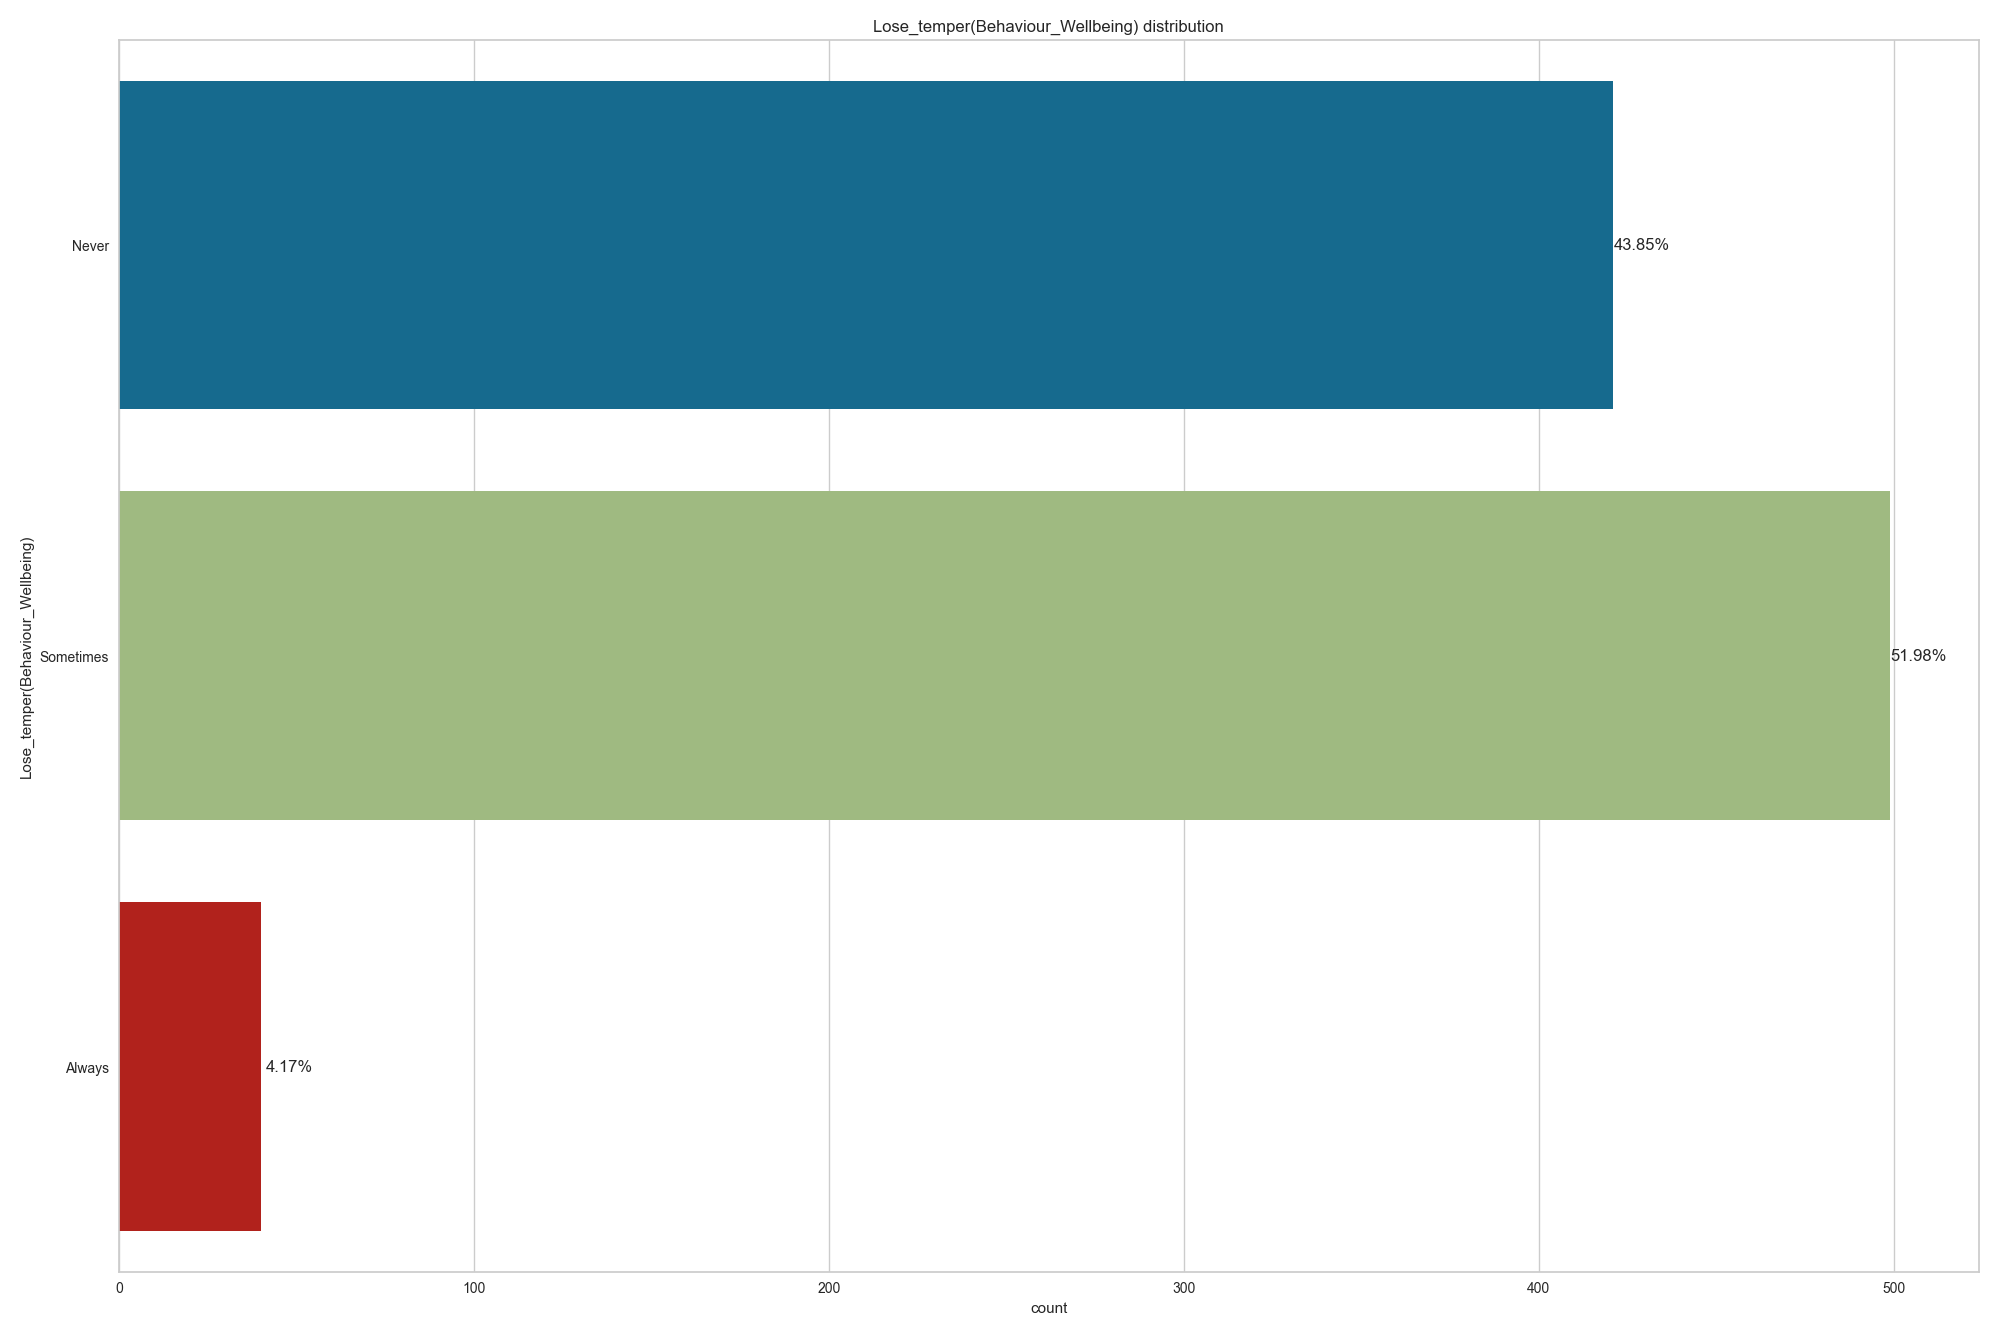 Lose_temper(Behaviour_Wellbeing) distribution
Never
43.85%
Lose_temper(Behaviour_Wellbeing)
Sometimes
51.98%
Always
4.17%
0 100 200 300 400 500
count